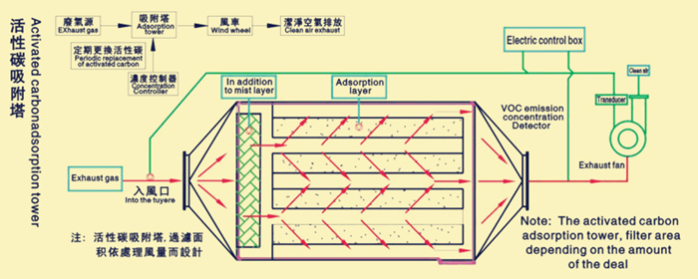 活性碳吸附塔
Activated carbonadsorption tower
廢氣源
EXhaust gas
吸附塔
Adsorption
tower
風車
Wind wheel
潔淨空氣排放
Clean air exhaust
定期更換活性碳
Periodic replacement
of activated carbon
濃度控制器
Concentration
Controller
In addition
to mist layer
Adsorption
layer
Electric control box
Clean air
Transducer
VOC emission
concentration
Detector
Exhaust fan
Exhaust gas
入風口
Into the tuyere
注: 活性碳吸附塔,過濾面
积依處理風量而設計
Note: The activated carbon
adsorption tower, filter area
depending on the amount
of the deal